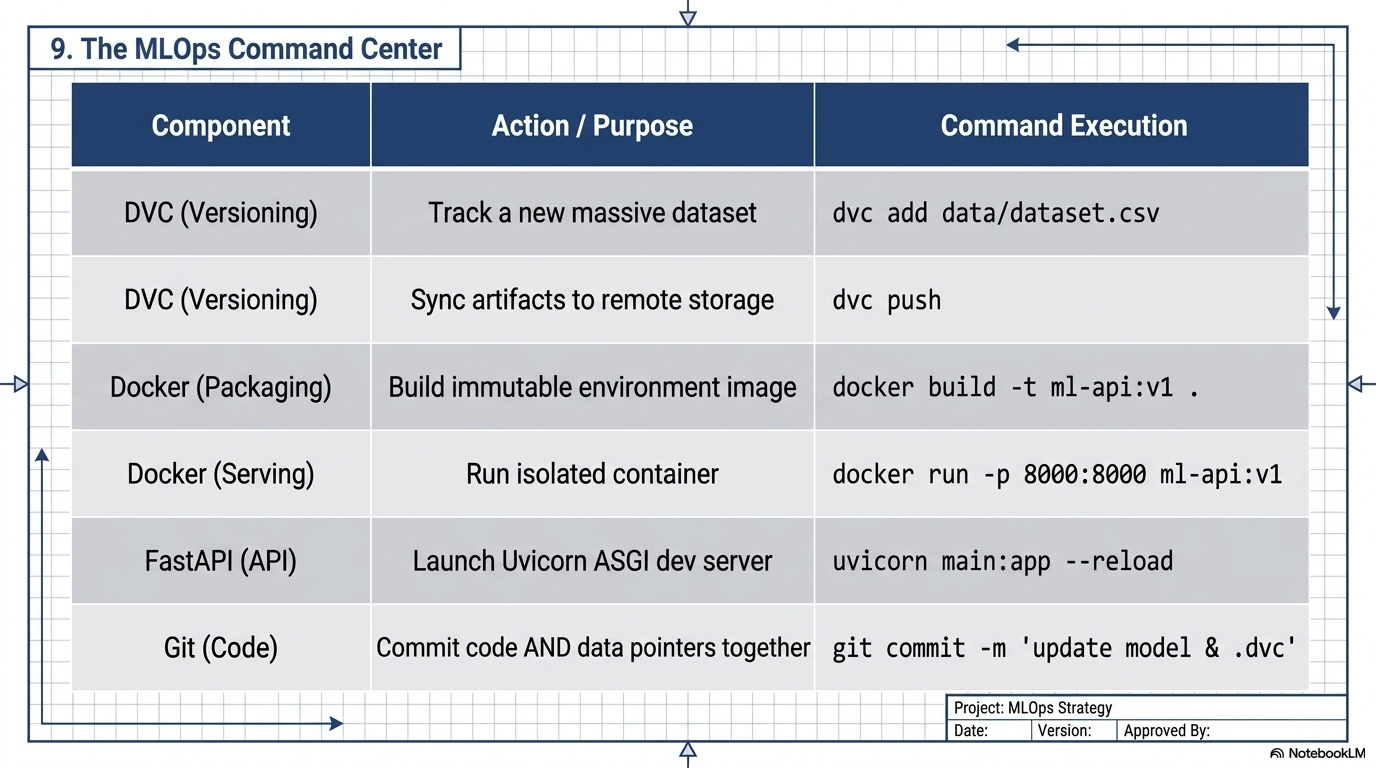 9. The MLOps Command Center
Component
Action / Purpose
Command Execution
DVC (Versioning)
Track a new massive dataset
dvc add data/dataset.csv
DVC (Versioning)
Sync artifacts to remote storage
dvc push
Docker (Packaging)
Build immutable environment image
docker build -t ml-api:v1 .
Docker (Serving)
Run isolated container
docker run -p 8000:8000 ml-api:v1
FastAPI (API)
Launch Uvicorn ASGI dev server
uvicorn main:app --reload
Git (Code)
Commit code AND data pointers together
git commit -m 'update model & .dvc'
Project: MLOps Strategy
Date:
Version:
Approved By:
NotebookLM